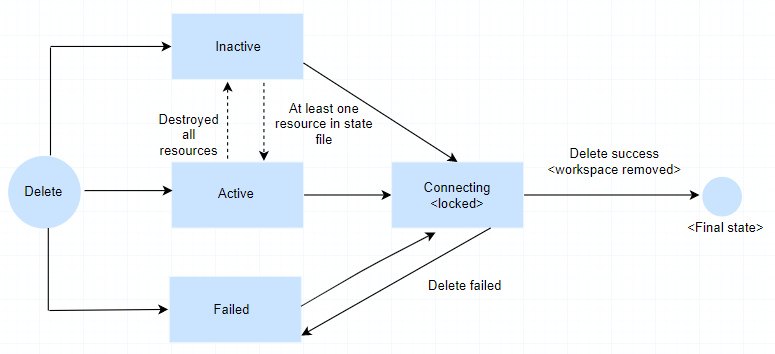 Inactive
Destroyed
all
resources
At least one
resource in state
file
Delete
Active
Connecting
<locked>
Delete success
<workspace removed>
<Final state>
Failed
Delete failed